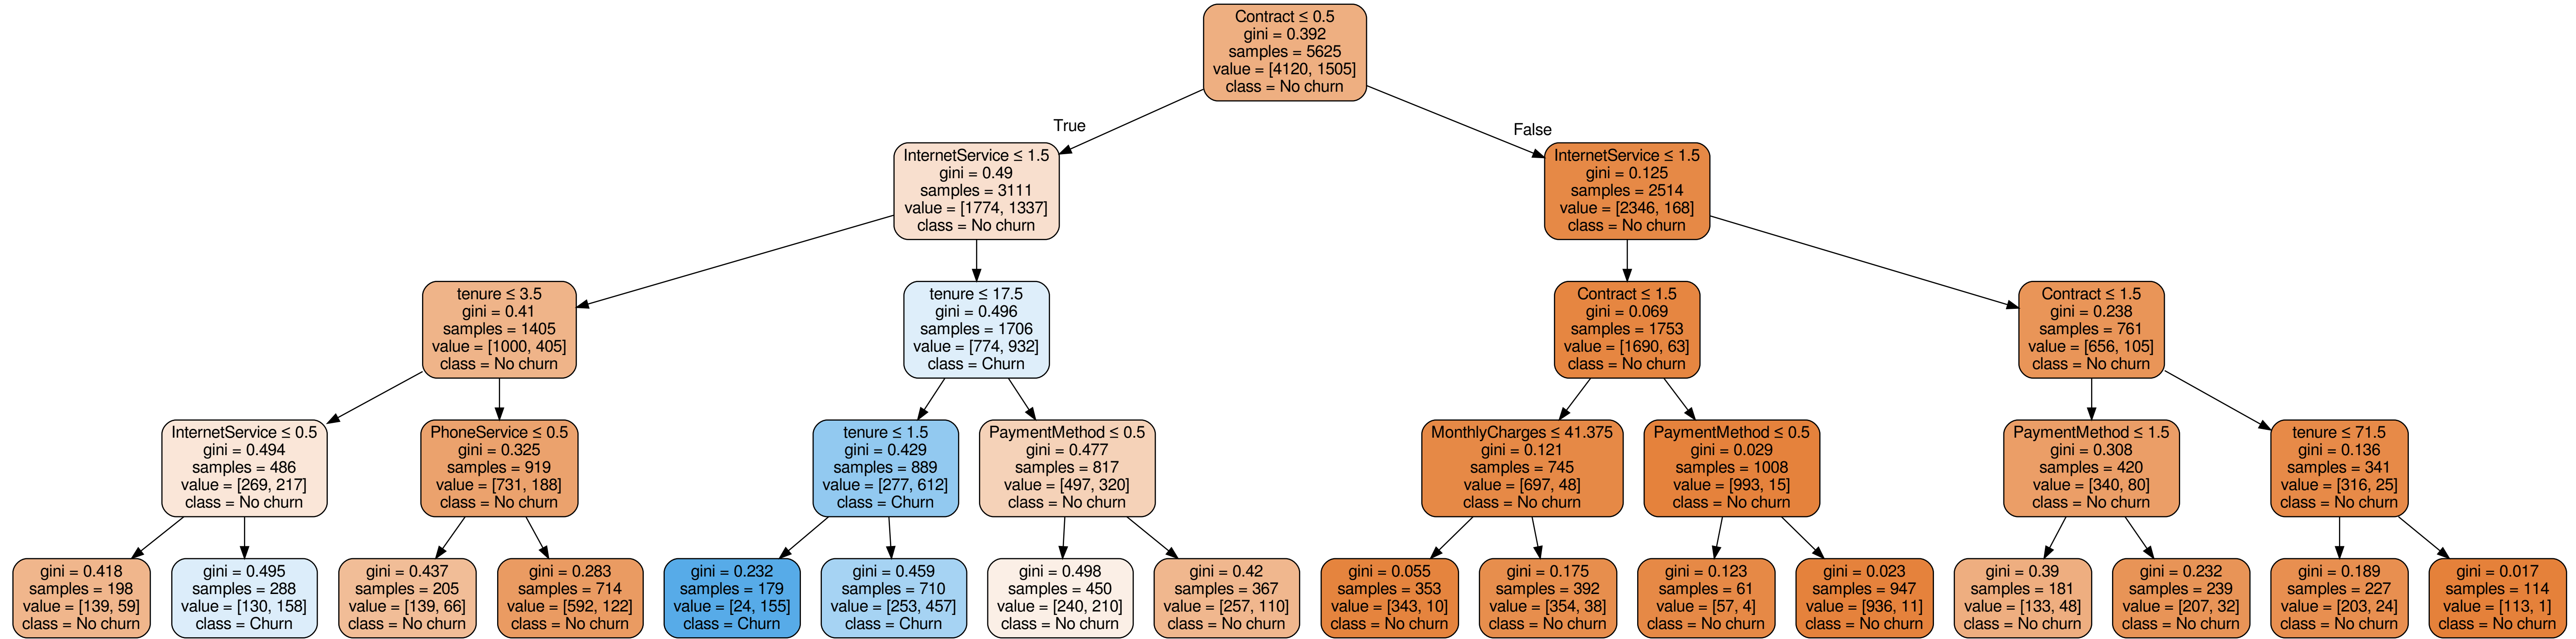 Contract ≤ 0.5
gini = 0.392
samples = 5625
value = [4120, 1505]
class = No churn
True
False
InternetService ≤ 1.5
gini = 0.49
samples = 3111
value = [1774, 1337]
class = No churn
InternetService ≤ 1.5
gini = 0.125
samples = 2514
value = [2346, 168]
class = No churn
tenure ≤ 3.5
gini = 0.41
samples = 1405
value = [1000, 405]
class = No churn
tenure ≤ 17.5
gini = 0.496
samples = 1706
value = [774, 932]
class = Churn
Contract ≤ 1.5
gini = 0.069
samples = 1753
value = [1690, 63]
class = No churn
Contract ≤ 1.5
gini = 0.238
samples = 761
value = [656, 105]
class = No churn
InternetService ≤ 0.5
gini = 0.494
samples = 486
value = [269, 217]
class = No churn
PhoneService ≤ 0.5
gini = 0.325
samples = 919
value = [731, 188]
class = No churn
tenure ≤ 1.5
gini = 0.429
samples = 889
value = [277, 612]
class = Churn
PaymentMethod ≤ 0.5
gini = 0.477
samples = 817
value = [497, 320]
class = No churn
MonthlyCharges ≤ 41.375
gini = 0.121
samples = 745
value = [697, 48]
class = No churn
PaymentMethod ≤ 0.5
gini = 0.029
samples = 1008
value = [993, 15]
class = No churn
PaymentMethod ≤ 1.5
gini = 0.308
samples = 420
value = [340, 80]
class = No churn
tenure ≤ 71.5
gini = 0.136
samples = 341
value = [316, 25]
class = No churn
gini = 0.418
samples = 198
value = [139, 59]
class = No churn
gini = 0.495
samples = 288
value = [130, 158]
class = Churn
gini = 0.437
samples = 205
value = [139, 66]
class = No churn
gini = 0.283
samples = 714
value = [592, 122]
class = No churn
gini = 0.232
samples = 179
value = [24, 155]
class = Churn
gini = 0.459
samples = 710
value = [253, 457]
class = Churn
gini = 0.498
samples = 450
value = [240, 210]
class = No churn
gini = 0.42
samples = 367
value = [257, 110]
class = No churn
gini = 0.055
samples = 353
value = [343, 10]
class = No churn
gini = 0.175
samples = 392
value = [354, 38]
class = No churn
gini = 0.123
samples = 61
value = [57, 4]
class = No churn
gini = 0.023
samples = 947
value = [936, 11]
class = No churn
gini = 0.39
samples = 181
value = [133, 48]
class = No churn
gini = 0.232
samples = 239
value = [207, 32]
class = No churn
gini = 0.189
samples = 227
value = [203, 24]
class = No churn
gini = 0.017
samples = 114
value = [113, 1]
class = No churn